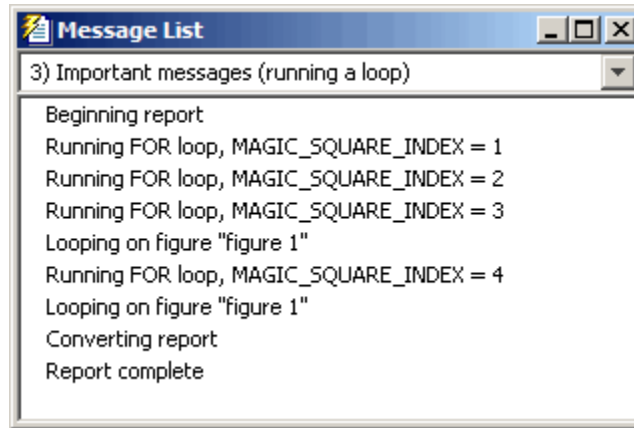 Message List
3) Important messages (running a loop)
Beginning report
Running FOR loop, MAGIC_SQUARE_INDEX = 1
Running FOR loop, MAGIC_SQUARE_INDEX = 2
Running FOR loop, MAGIC_SQUARE_INDEX = 3
Looping on figure "figure 1"
Running FOR loop, MAGIC_SQUARE_INDEX = 4
Looping on figure "figure 1"
Converting report
Report complete